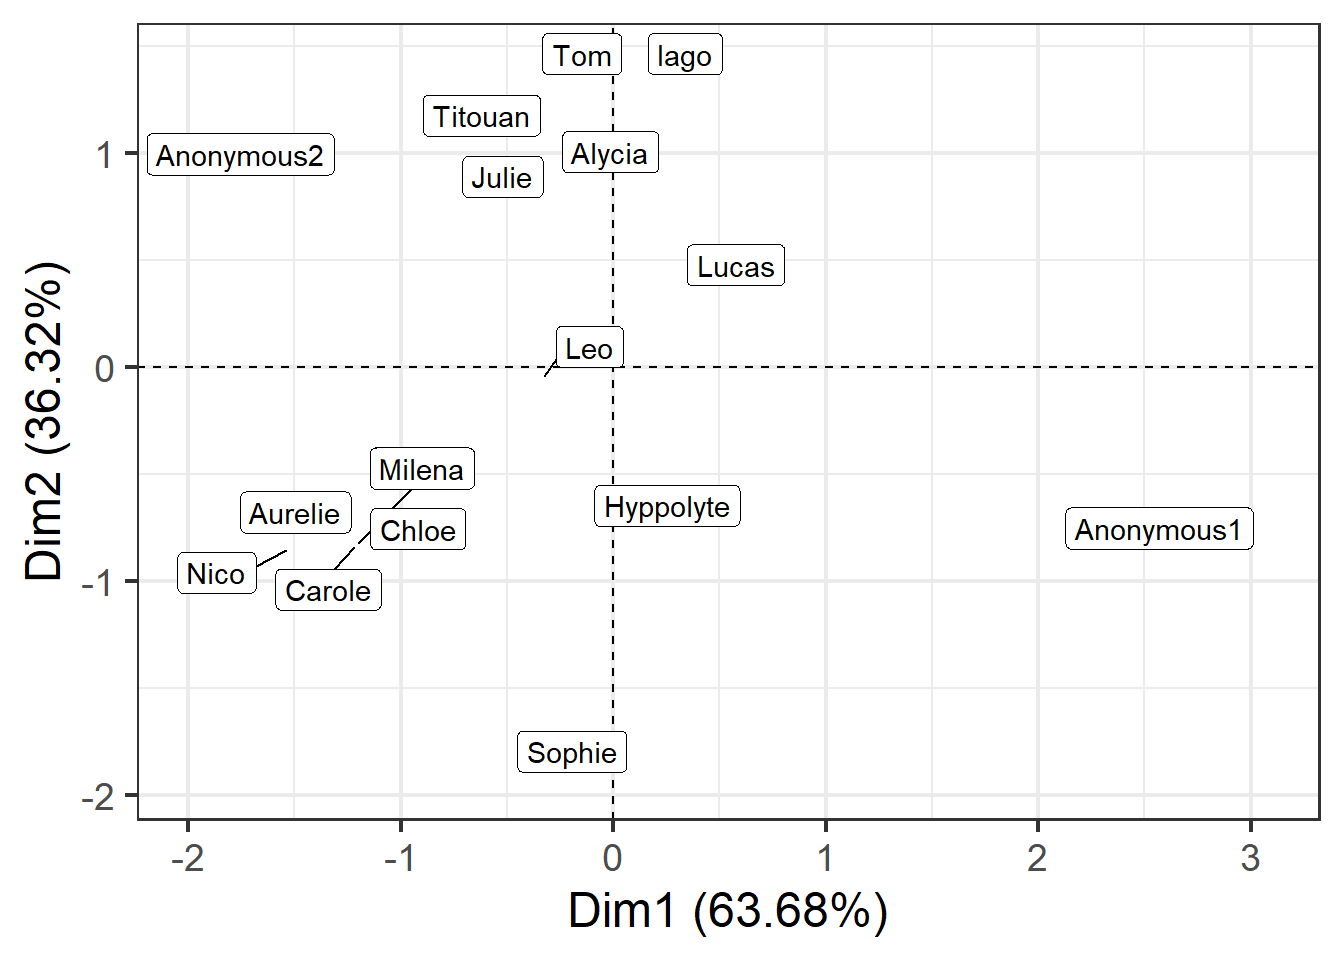 Tom
Iago
Titouan
Anonymous2
Alycia
Julie
Lucas
Leo
Milena
Aurelie
Hyppolyte
Chloe
Anonymous1
Nico
Carole
Sophie
1
0
-1
-2
Dim2 (36.32%)
-2
-1
0
1
2
3
Dim1 (63.68%)